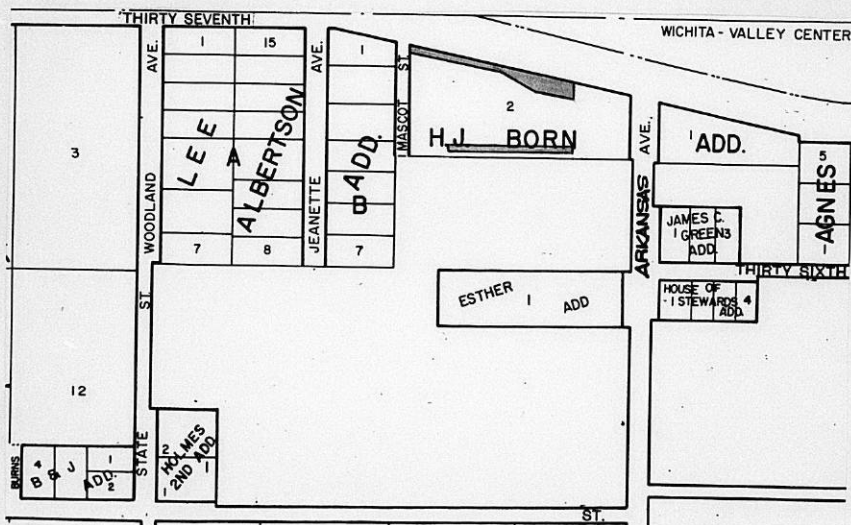 THIRTY SEVENTH
WICHITA - VALLEY CENTER
AVE.
1
15
AVE.
1
ST.
MASCOT
2
H.J. BORN
AVE.,
1 ADD.
5
AGNES
3
LEE
A
ALBERTSON
ADD.
B
WOODLAND
JEANETTE
7
8
7
ARKANSAS
JAMES C.
1 GREEN 3
ADD.
THIRTY SIXTH
ST.
ESTHER 1 ADD
HOUSE OF
1 STEWARDS 4
ADD.
12
STATE
2
HOLMES
1
2ND ADD.
1
BURNS
4
B & J
ADD.
1
2
ST.